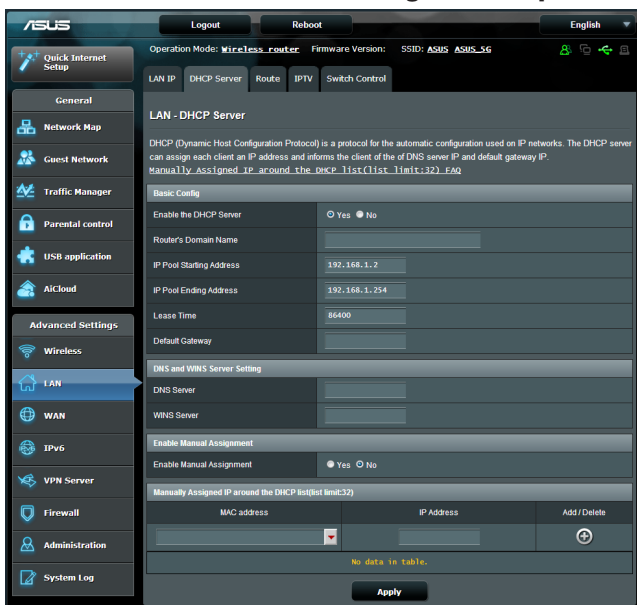 ASUS
Logout
Reboot
English
Quick Internet Setup
Operation Mode: Wireless router Firmware Version: SSID: ASUS ASUS_5G
LAN IP
DHCP Server
Route
IPTV
Switch Control
General
Network Map
Guest Network
Traffic Manager
Parental control
USB application
AiCloud
Advanced Settings
Wireless
LAN
WAN
IPv6
VPN Server
Firewall
Administration
System Log
LAN - DHCP Server
DHCP (Dynamic Host Configuration Protocol) is a protocol for the automatic configuration used on IP networks. The DHCP server
can assign each client an IP address and informs the client of the of DNS server IP and default gateway IP.
Manually Assigned IP around the DHCP list(list limit:32) FAQ
Basic Config
Enable the DHCP Server Yes No
Router's Domain Name
IP Pool Starting Address 192.168.1.2
IP Pool Ending Address 192.168.1.254
Lease Time 86400
Default Gateway
DNS and WINS Server Setting
DNS Server
WINS Server
Enable Manual Assignment
Enable Manual Assignment Yes No
Manually Assigned IP around the DHCP list(list limit:32)
MAC address IP Address Add / Delete
No data in table.
Apply